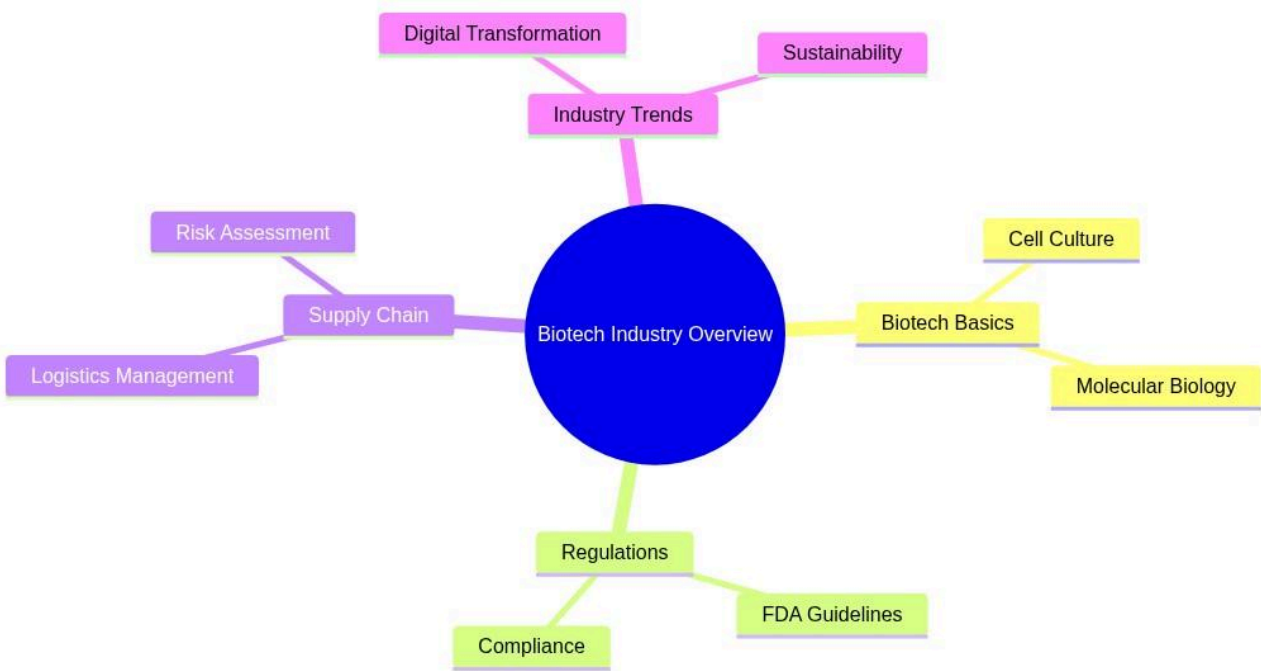 Digital Transformation
Sustainability
Industry Trends
Risk Assessment
Cell Culture
Supply Chain
Biotech Industry Overview
Biotech Basics
Logistics Management
Molecular Biology
Regulations
FDA Guidelines
Compliance